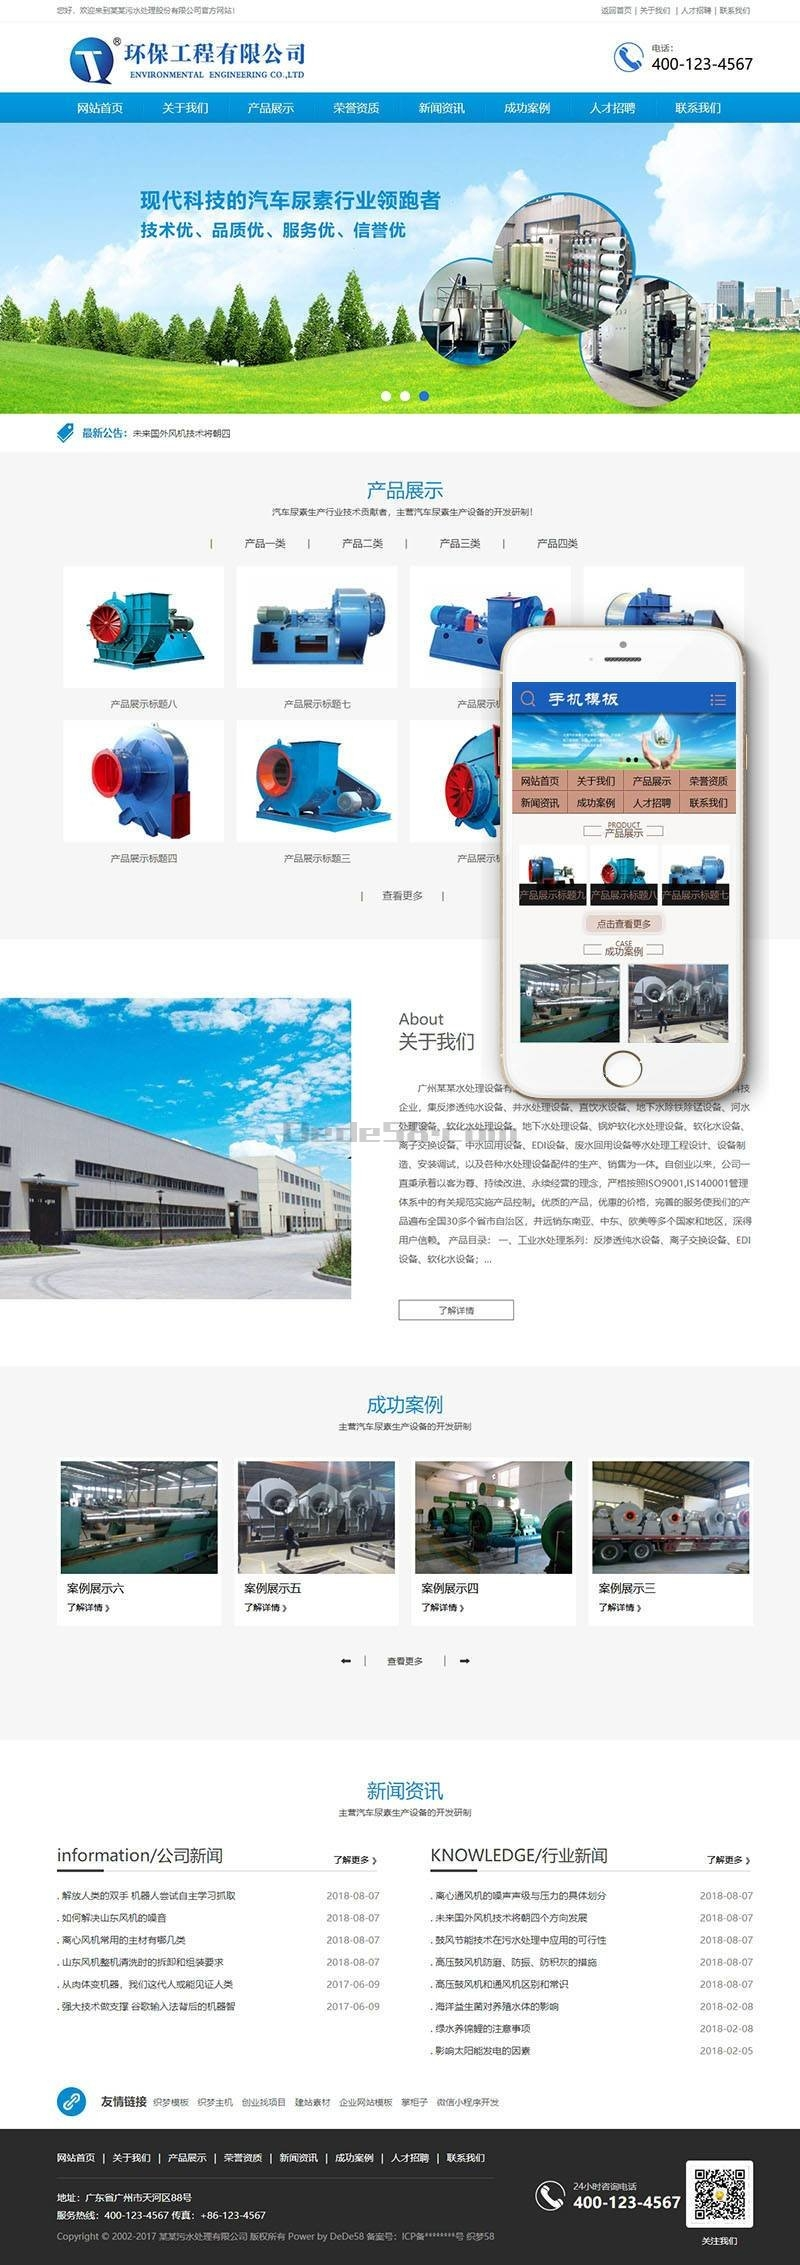 您好，欢迎来到某某污水处理股份有限公司官方网站！
返回首页 | 关于我们 | 人才招聘 | 联系我们
环保工程有限公司
ENVIRONMENTAL ENGINEERING CO.,LTD
电话：
400-123-4567
网站首页 关于我们 产品展示 荣誉资质 新闻资讯 成功案例 人才招聘 联系我们
现代科技的汽车尿素行业领跑者
技术优、品质优、服务优、信誉优
最新公告： 未来国外风机技术将朝四
产品展示
汽车尿素生产行业技术贡献者，主营汽车尿素生产设备的开发研制！
| 产品一类 | 产品二类 | 产品三类 | 产品四类
产品展示标题八 产品展示标题七 产品展示标
产品展示标题四 产品展示标题三 产品展示标
| 查看更多 |
手机模板
网站首页 关于我们 产品展示 荣誉资质
新闻资讯 成功案例 人才招聘 联系我们
PRODUCT
产品展示
产品展示标题九 产品展示标题八 产品展示标题七
点击查看更多
CASE
成功案例
About
关于我们
广州某某水处理设备有 科技
企业，集反渗透纯水设备、井水处理设备、直饮水设备、地下水除铁除锰设备、河水
处理设备、软化水处理设备、地下水处理设备、锅炉软化水处理设备、软化水设备、
离子交换设备、中水回用设备、EDI设备、废水回用设备等水处理工程设计、设备制
造、安装调试，以及各种水处理设备配件的生产、销售为一体。自创业以来，公司一
直秉承着以客为尊、持续改进、永续经营的理念，严格按照ISO9001,IS140001管理
体系中的有关规范实施产品控制。优质的产品，优惠的价格，完善的服务使我们的产
品遍布全国30多个省市自治区，并远销东南亚、中东、欧美等多个国家和地区，深得
用户信赖。 产品目录： 一、工业水处理系列：反渗透纯水设备、离子交换设备、EDI
设备、软化水设备；...
Dede58.com
了解详情
成功案例
主营汽车尿素生产设备的开发研制
案例展示六 案例展示五 案例展示四 案例展示三
了解详情 》 了解详情 》 了解详情 》 了解详情 》
| 查看更多 |
新闻资讯
主营汽车尿素生产设备的开发研制
information/公司新闻 了解更多 》
. 解放人类的双手 机器人尝试自主学习抓取 2018-08-07
. 如何解决山东风机的噪音 2018-08-07
. 离心风机常用的主材有哪几类 2018-08-07
. 山东风机整机清洗时的拆卸和组装要求 2018-08-07
. 从肉体变机器，我们这代人或能见证人类 2017-06-09
. 强大技术做支撑 谷歌输入法背后的机器智 2017-06-09
KNOWLEDGE/行业新闻 了解更多 》
. 离心通风机的噪声声级与压力的具体划分 2018-08-07
. 未来国外风机技术将朝四个方向发展 2018-08-07
. 鼓风节能技术在污水处理中应用的可行性 2018-08-07
. 高压鼓风机防磨、防振、防积灰的措施 2018-08-07
. 高压鼓风机和通风机区别和常识 2018-08-07
. 海洋益生菌对养殖水体的影响 2018-02-08
. 绿水养锦鲤的注意事项 2018-02-08
. 影响太阳能发电的因素 2018-02-05
友情链接 织梦模板 织梦主机 创业找项目 建站素材 企业网站模板 掌柜子 微信小程序开发
网站首页 | 关于我们 | 产品展示 | 荣誉资质 | 新闻资讯 | 成功案例 | 人才招聘 | 联系我们
地址：广东省广州市天河区88号
服务热线：400-123-4567 传真：+86-123-4567
Copyright © 2002-2017 某某污水处理有限公司 版权所有 Power by DeDe58 备案号：ICP备********号 织梦58
24小时咨询电话
400-123-4567
关注我们